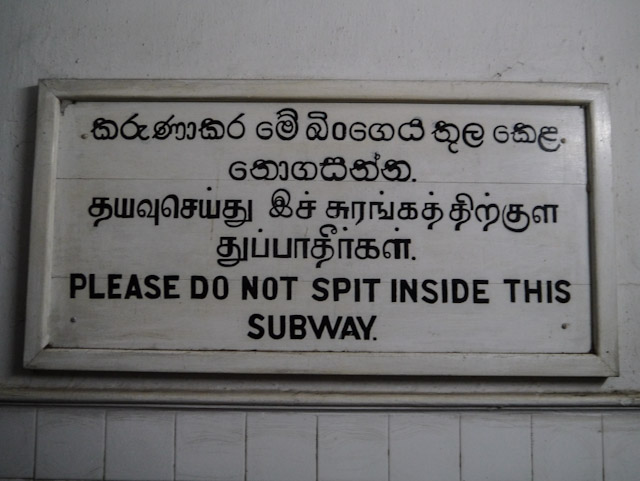 කරුණාකර මේ බිංගෙය තුල කෙළ
නොගසන්න.
தயவுசெய்து இச் சுரங்கத்திற்குள
துப்பாதீர்கள்.
PLEASE DO NOT SPIT INSIDE THIS
SUBWAY.